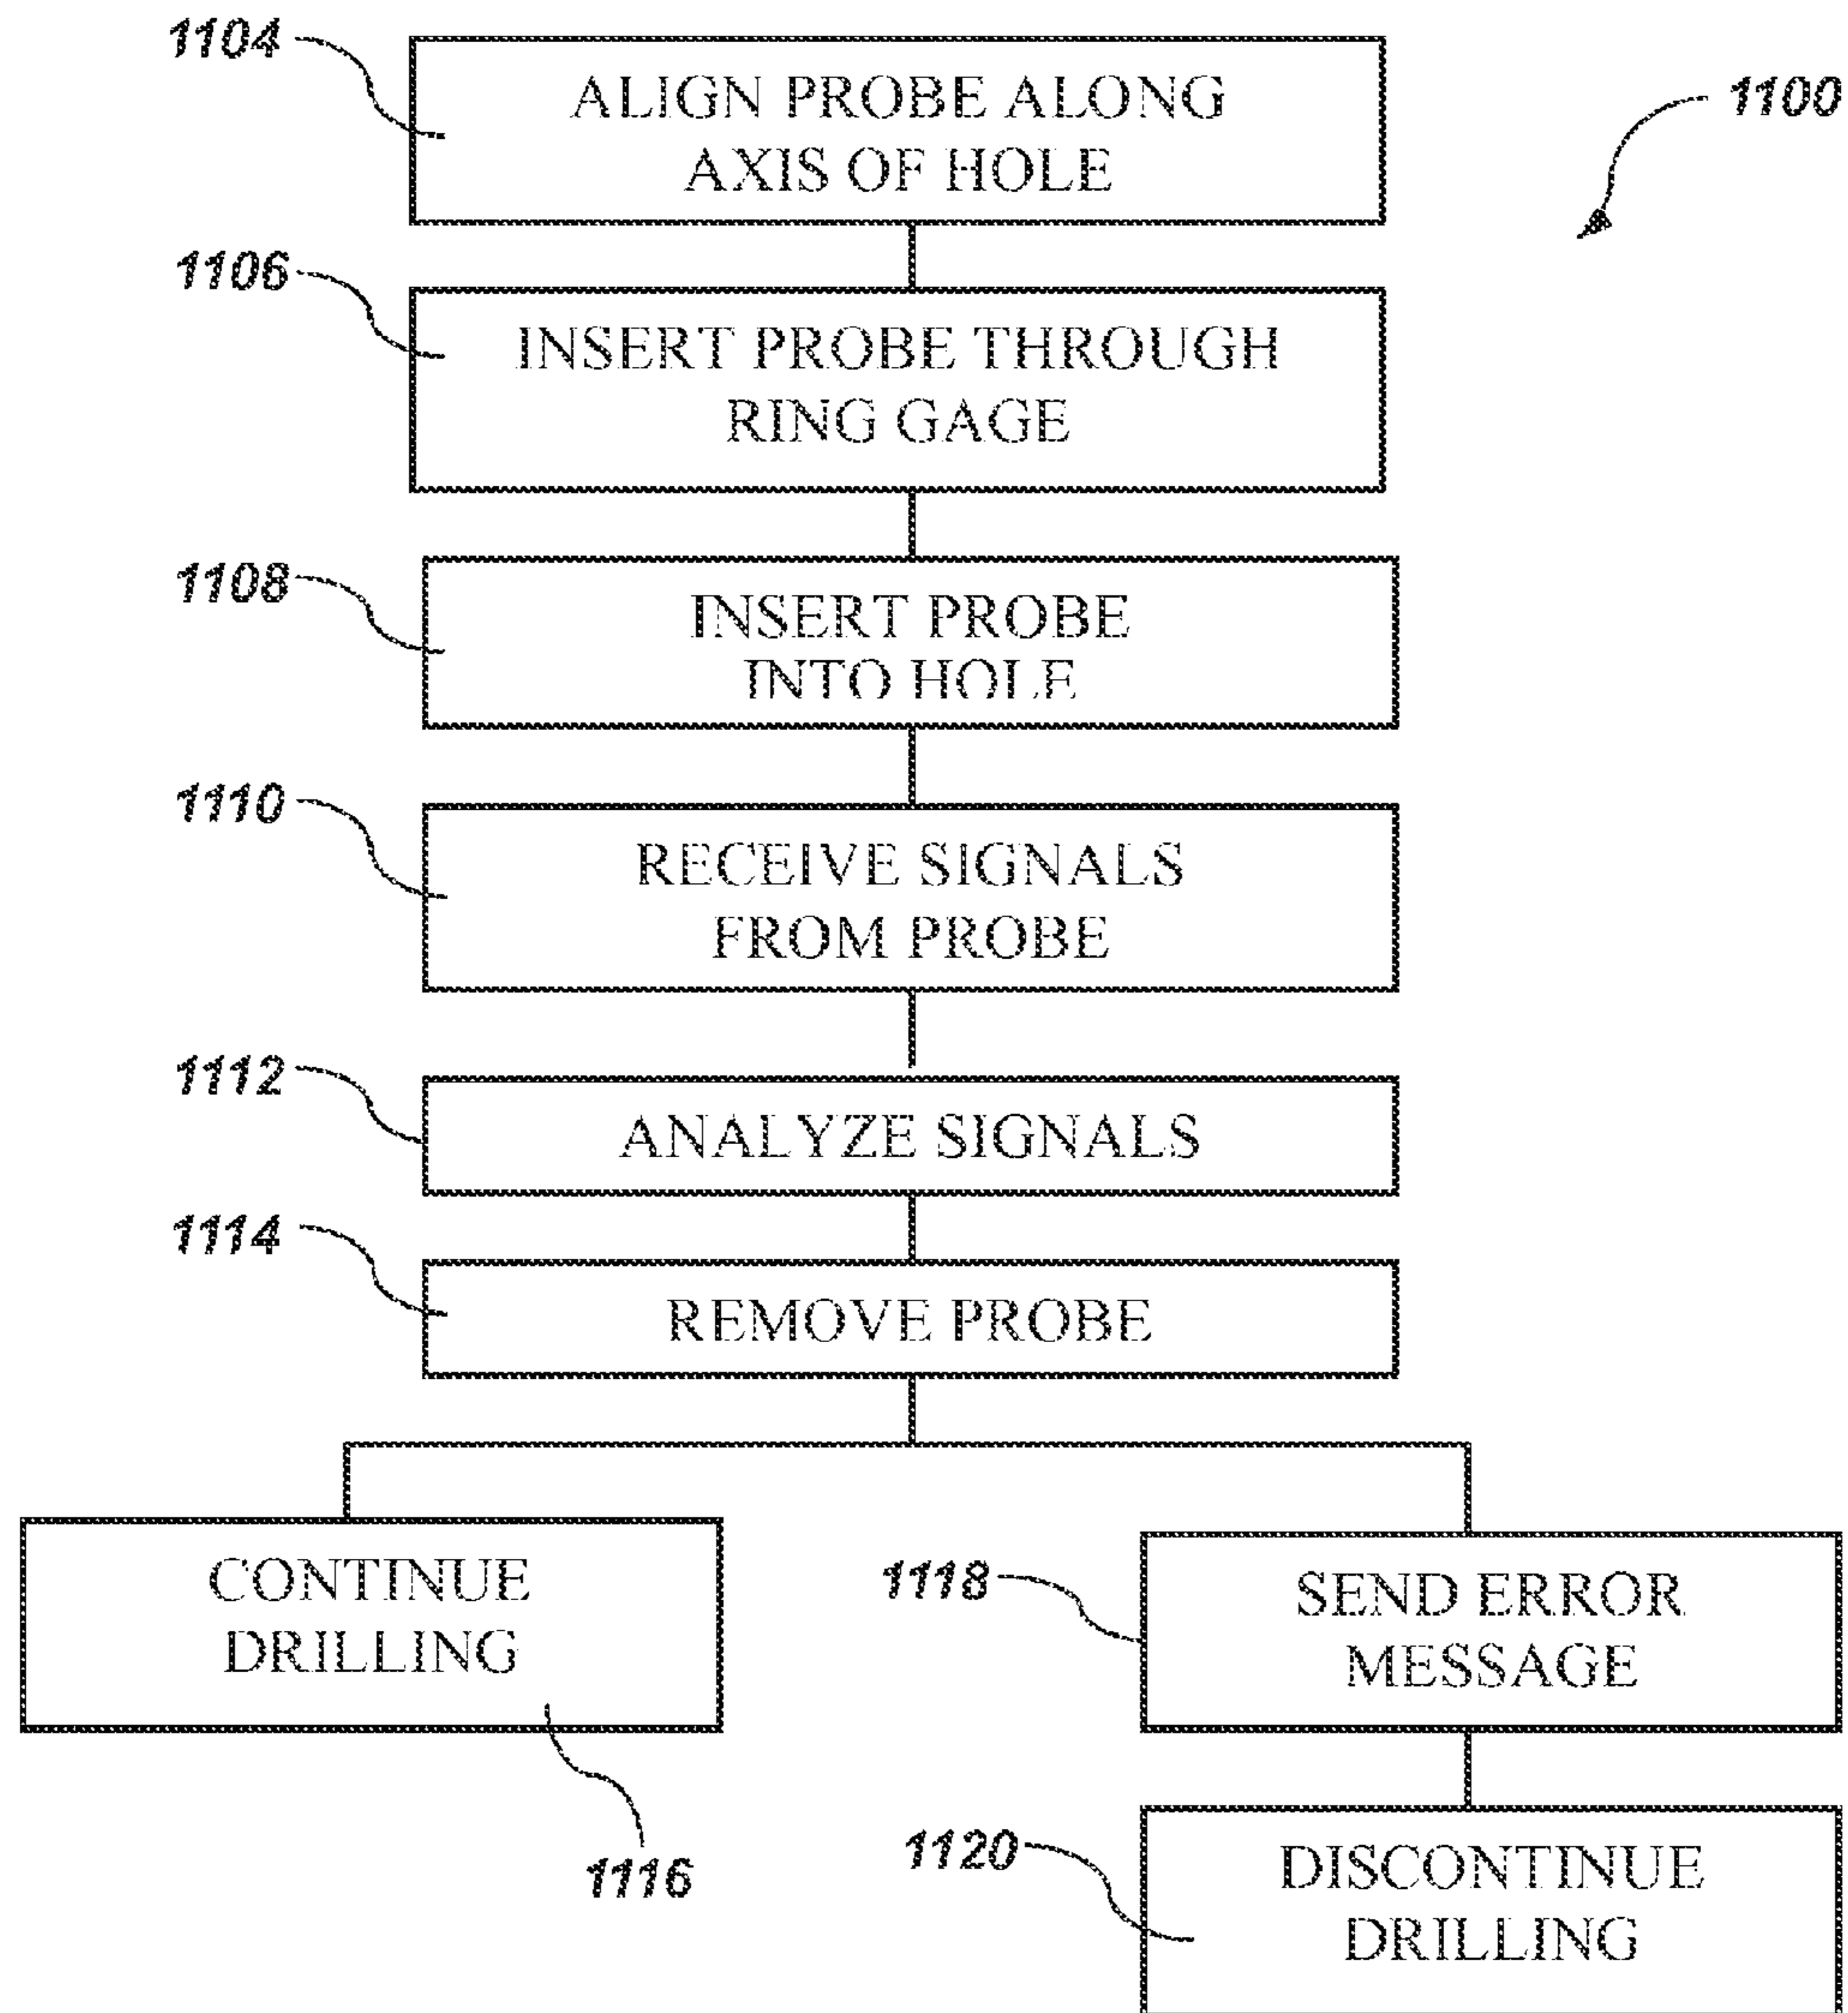 1104
ALIGN PROBE ALONG
AXIS OF HOLE
1100
1106
INSERT PROBE THROUGH
RING GAGE
1108
INSERT PROBE
INTO HOLE
1110
RECEIVE SIGNALS
FROM PROBE
1112
ANALYZE SIGNALS
1114
REMOVE PROBE
CONTINUE
DRILLING
1116
1118
SEND ERROR
MESSAGE
1120
DISCONTINUE
DRILLING